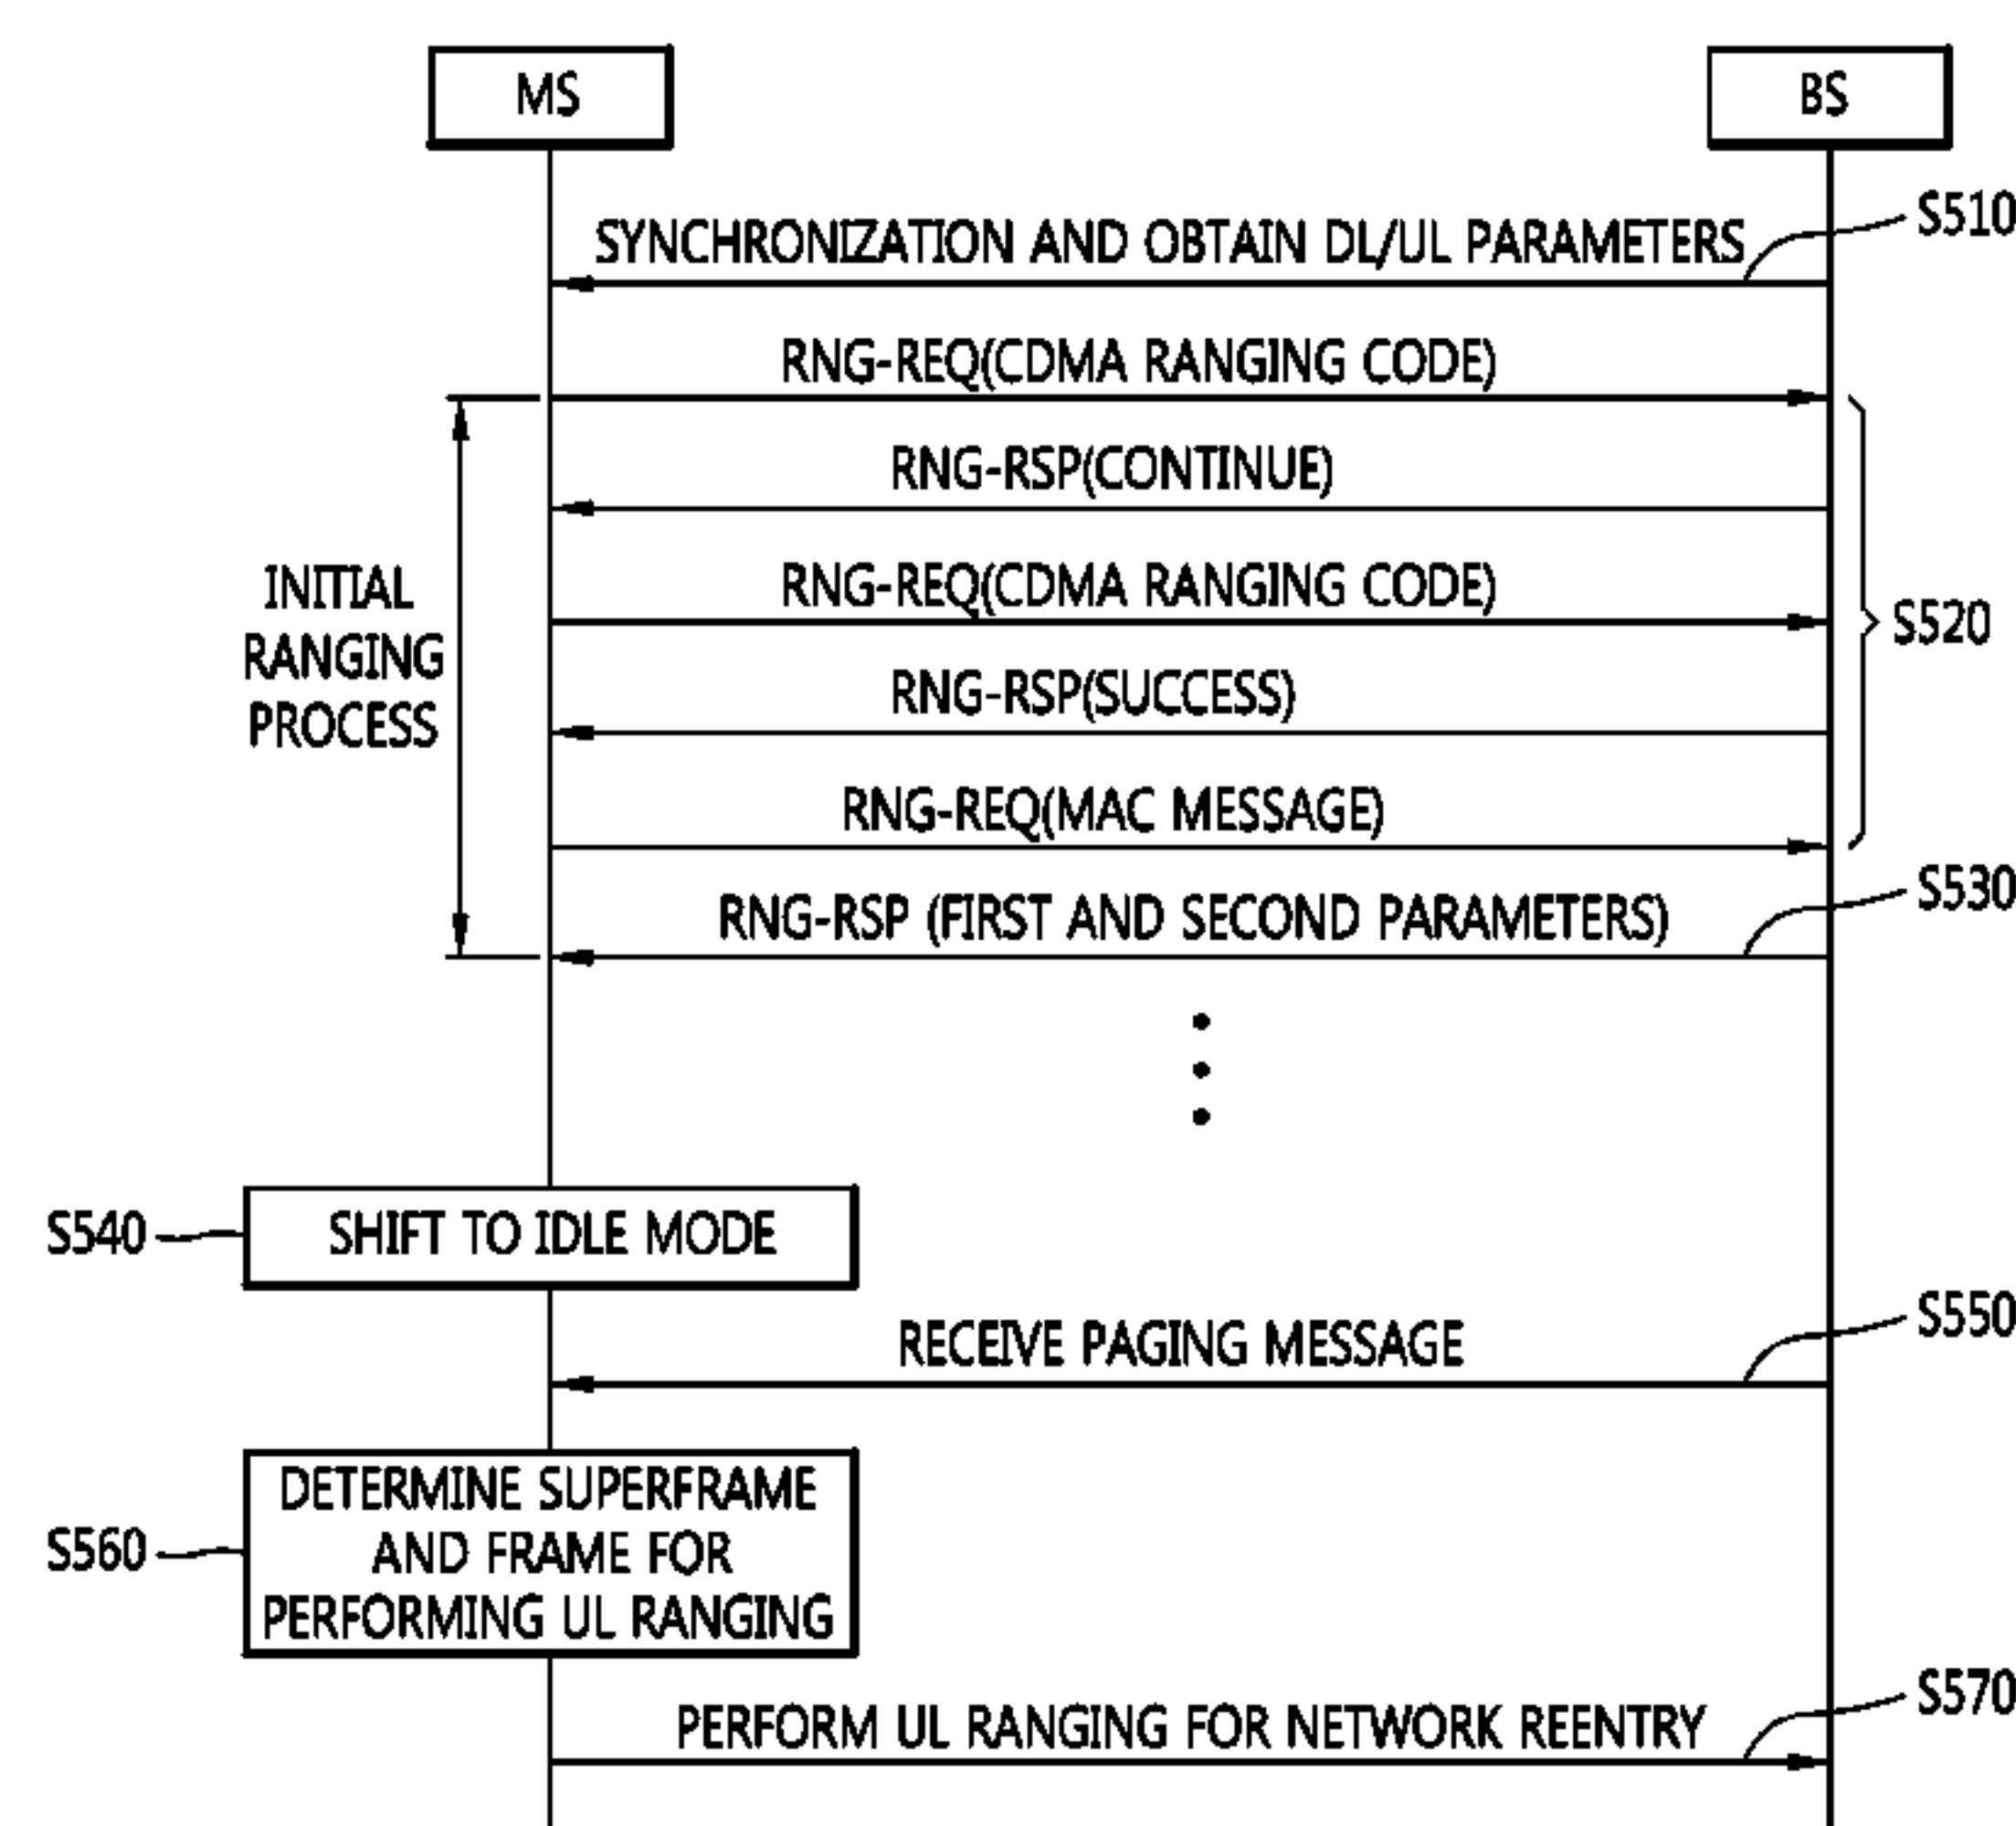 MS
BS
SYNCHRONIZATION AND OBTAIN DL/UL PARAMETERS
S510
RNG-REQ(CDMA RANGING CODE)
RNG-RSP(CONTINUE)
RNG-REQ(CDMA RANGING CODE)
S520
INITIAL
RANGING
PROCESS
RNG-RSP(SUCCESS)
RNG-REQ(MAC MESSAGE)
RNG-RSP (FIRST AND SECOND PARAMETERS)
S530
S540
SHIFT TO IDLE MODE
RECEIVE PAGING MESSAGE
S550
S560
DETERMINE SUPERFRAME
AND FRAME FOR
PERFORMING UL RANGING
PERFORM UL RANGING FOR NETWORK REENTRY
S570